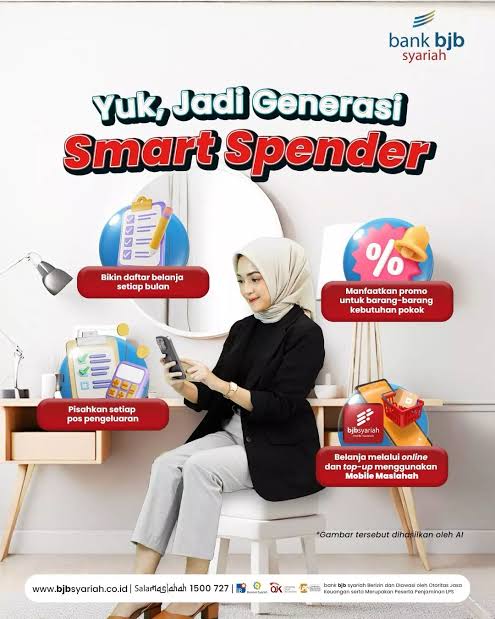 bank bjb
syariah
Yuk, Jadi Generasi
Smart Spender
Bikin daftar belanja
setiap bulan
%
Manfaatkan promo
untuk barang-barang
kebutuhan pokok
Pisahkan setiap
pos pengeluaran
bjbsyariah
Belanja melalui online
dan top-up menggunakan
Mobile Maslahah
*Gambar tersebut dihasilkan oleh AI
www.bjbsyariah.co.id | Salam Maslahah 1500 727 |
bank bjb syariah Berizin dan Diawasi oleh Otoritas Jasa
Keuangan serta Merupakan Peserta Penjaminan LPS